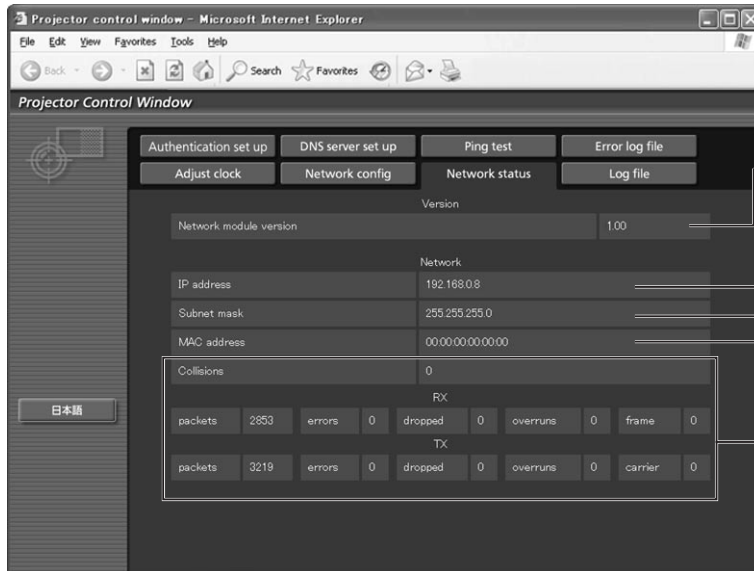 Projector control window - Microsoft Internet Explorer
File Edit View Favorites Tools Help
Back Search Favorites
Projector Control Window
Authentication set up DNS server set up Ping test Error log file
Adjust clock Network config Network status Log file
Version
Network module version 1.00
Network
IP address 192.168.0.8
Subnet mask 255.255.255.0
MAC address 00:00:00:00:00:00
Collisions 0
RX
packets 2853 errors 0 dropped 0 overruns 0 frame 0
TX
packets 3219 errors 0 dropped 0 overruns 0 carrier 0
日本語